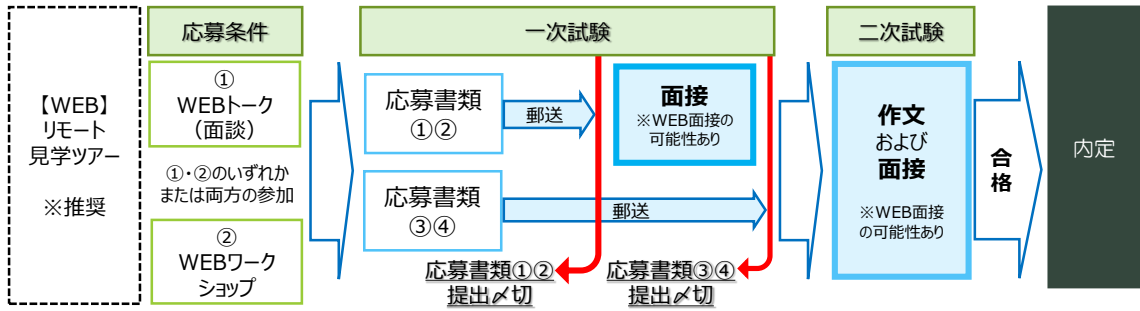 【WEB】
リモート
見学ツアー
※推奨
応募条件
①
WEBトーク
（面談）
①・②のいずれか
または両方の参加
②
WEBワーク
ショップ
一次試験
応募書類
①②
郵送
面接
※WEB面接の
可能性あり
応募書類
③④
郵送
応募書類①②
提出〆切
応募書類③④
提出〆切
二次試験
作文
および
面接
※WEB面接
の可能性あり
合格
内定